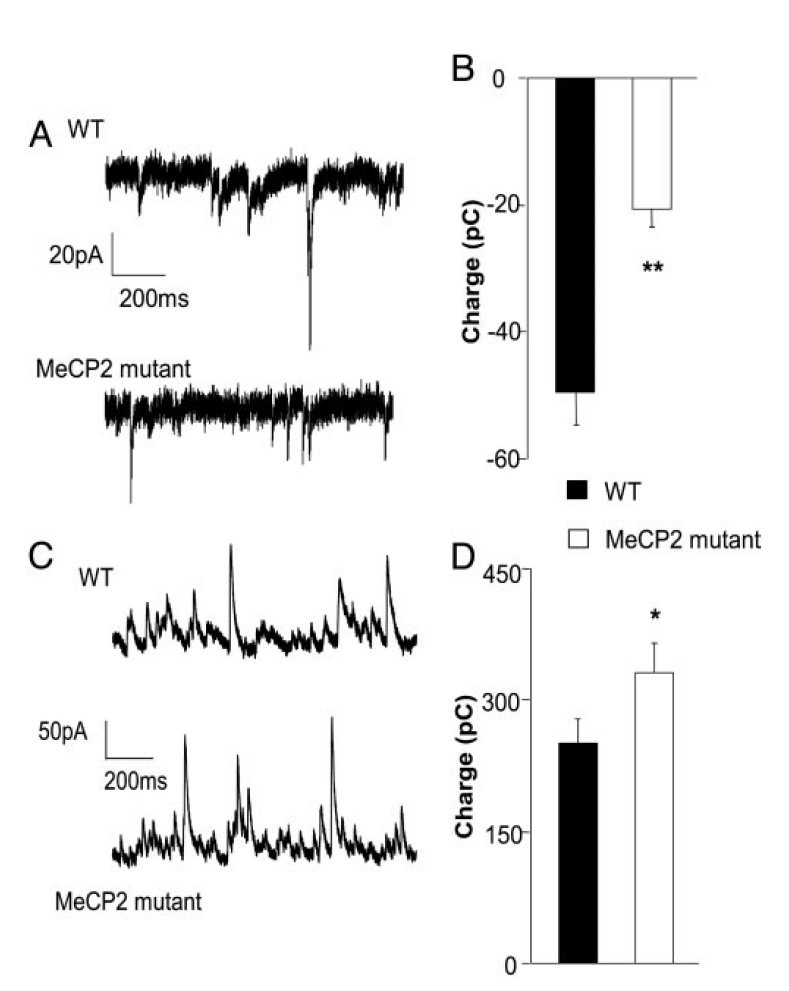 A WT
20pA
200ms
MeCP2 mutant
B
0
-20
-40
-60
Charge (pC)
**
WT
MeCP2 mutant
C
WT
50pA
200ms
MeCP2 mutant
D
450
300
150
0
Charge (pC)
*